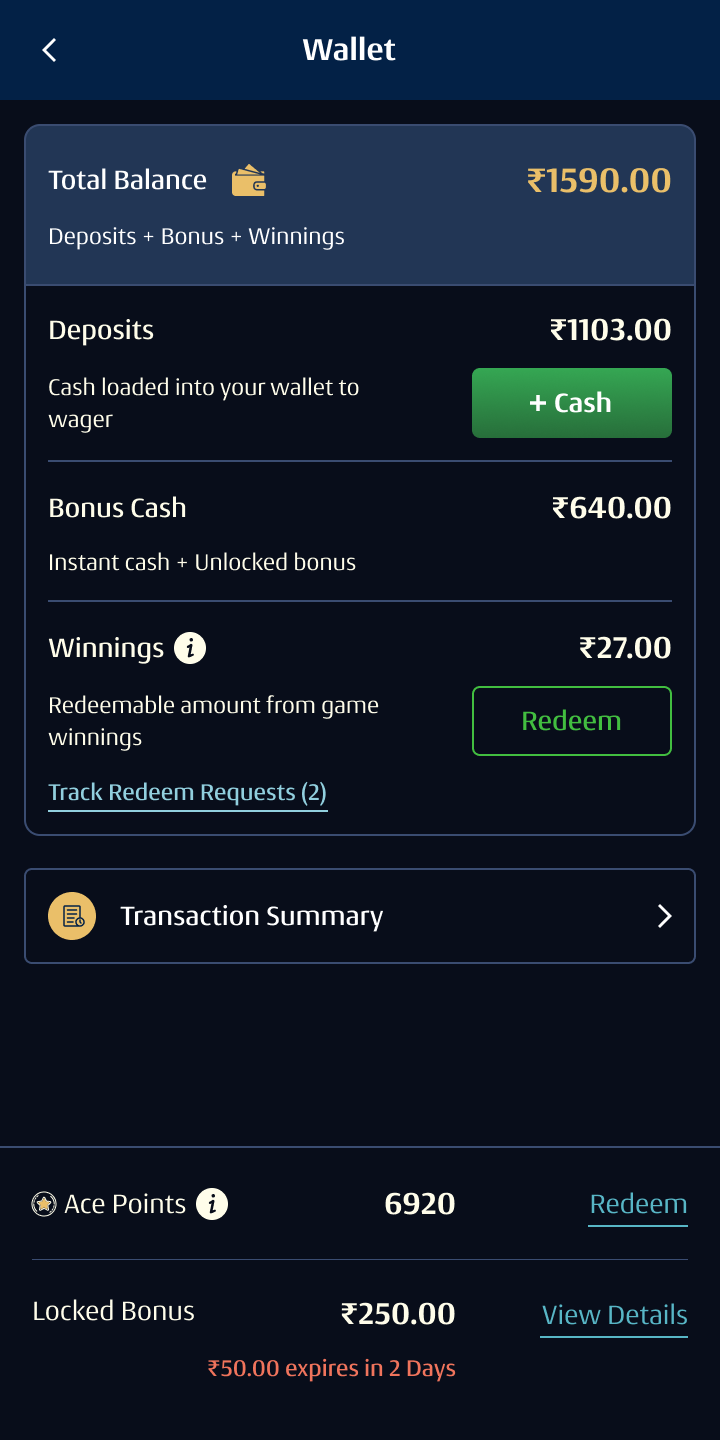 Wallet
Total Balance
₹1590.00
Deposits + Bonus + Winnings
Deposits
₹1103.00
Cash loaded into your wallet to
wager
+ Cash
Bonus Cash
₹640.00
Instant cash + Unlocked bonus
Winnings i
₹27.00
Redeemable amount from game
winnings
Redeem
Track Redeem Requests (2)
Transaction Summary
Ace Points i
6920
Redeem
Locked Bonus
₹250.00
View Details
₹50.00 expires in 2 Days